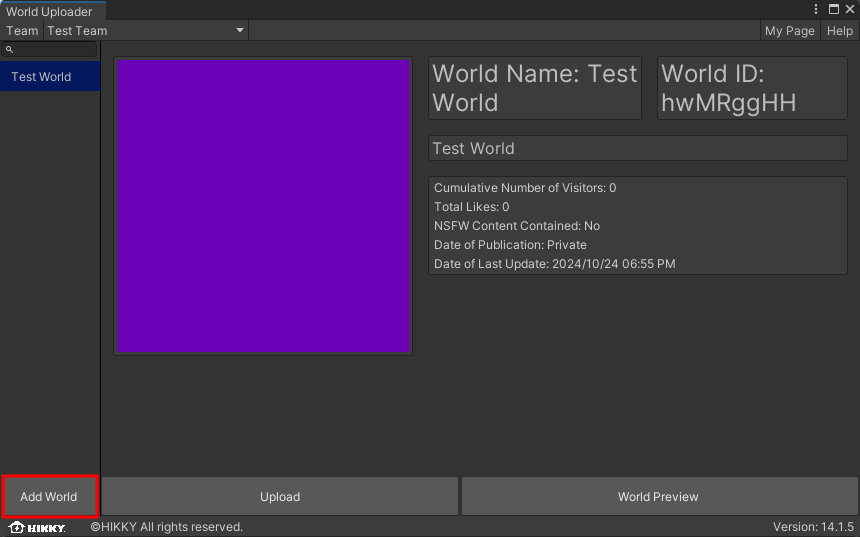 World Uploader
Team Test Team My Page Help
Test World
World Name: Test
World
World ID:
hwMRggHH
Test World
Cumulative Number of Visitors: 0
Total Likes: 0
NSFW Content Contained: No
Date of Publication: Private
Date of Last Update: 2024/10/24 06:55 PM
Add World Upload World Preview
HIKKY ©HIKKY All rights reserved. Version: 14.1.5